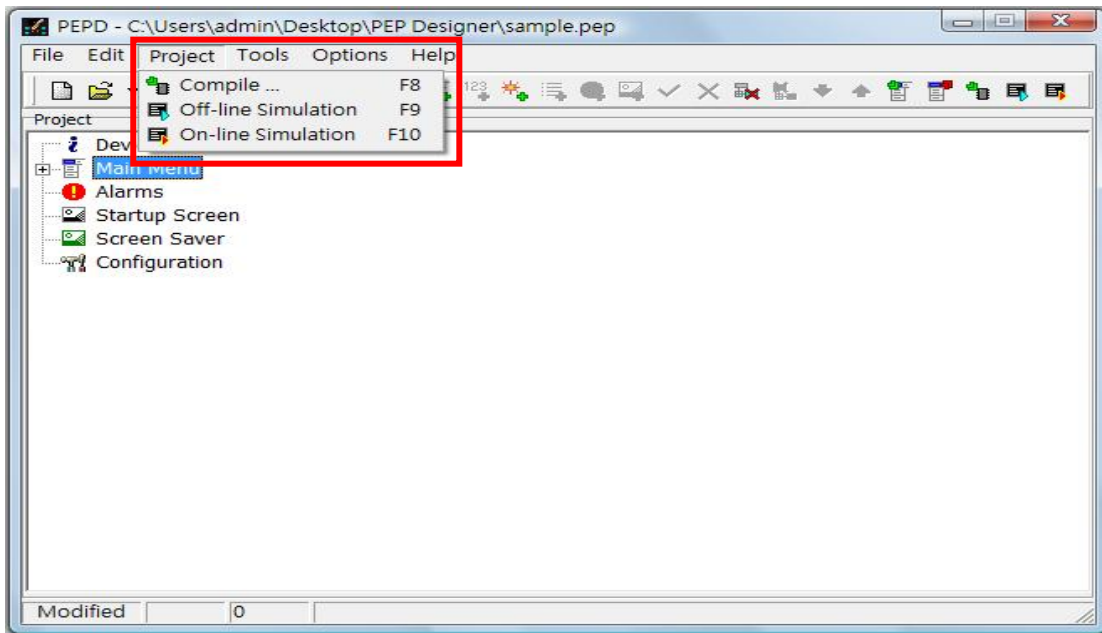 PEPD - C:\Users\admin\Desktop\PEP Designer\sample.pep
File Edit Project Tools Options Help
Compile ... F8
Off-line Simulation F9
On-line Simulation F10
123
Project
Dev
Main Menu
Alarms
Startup Screen
Screen Saver
Configuration
Modified 0